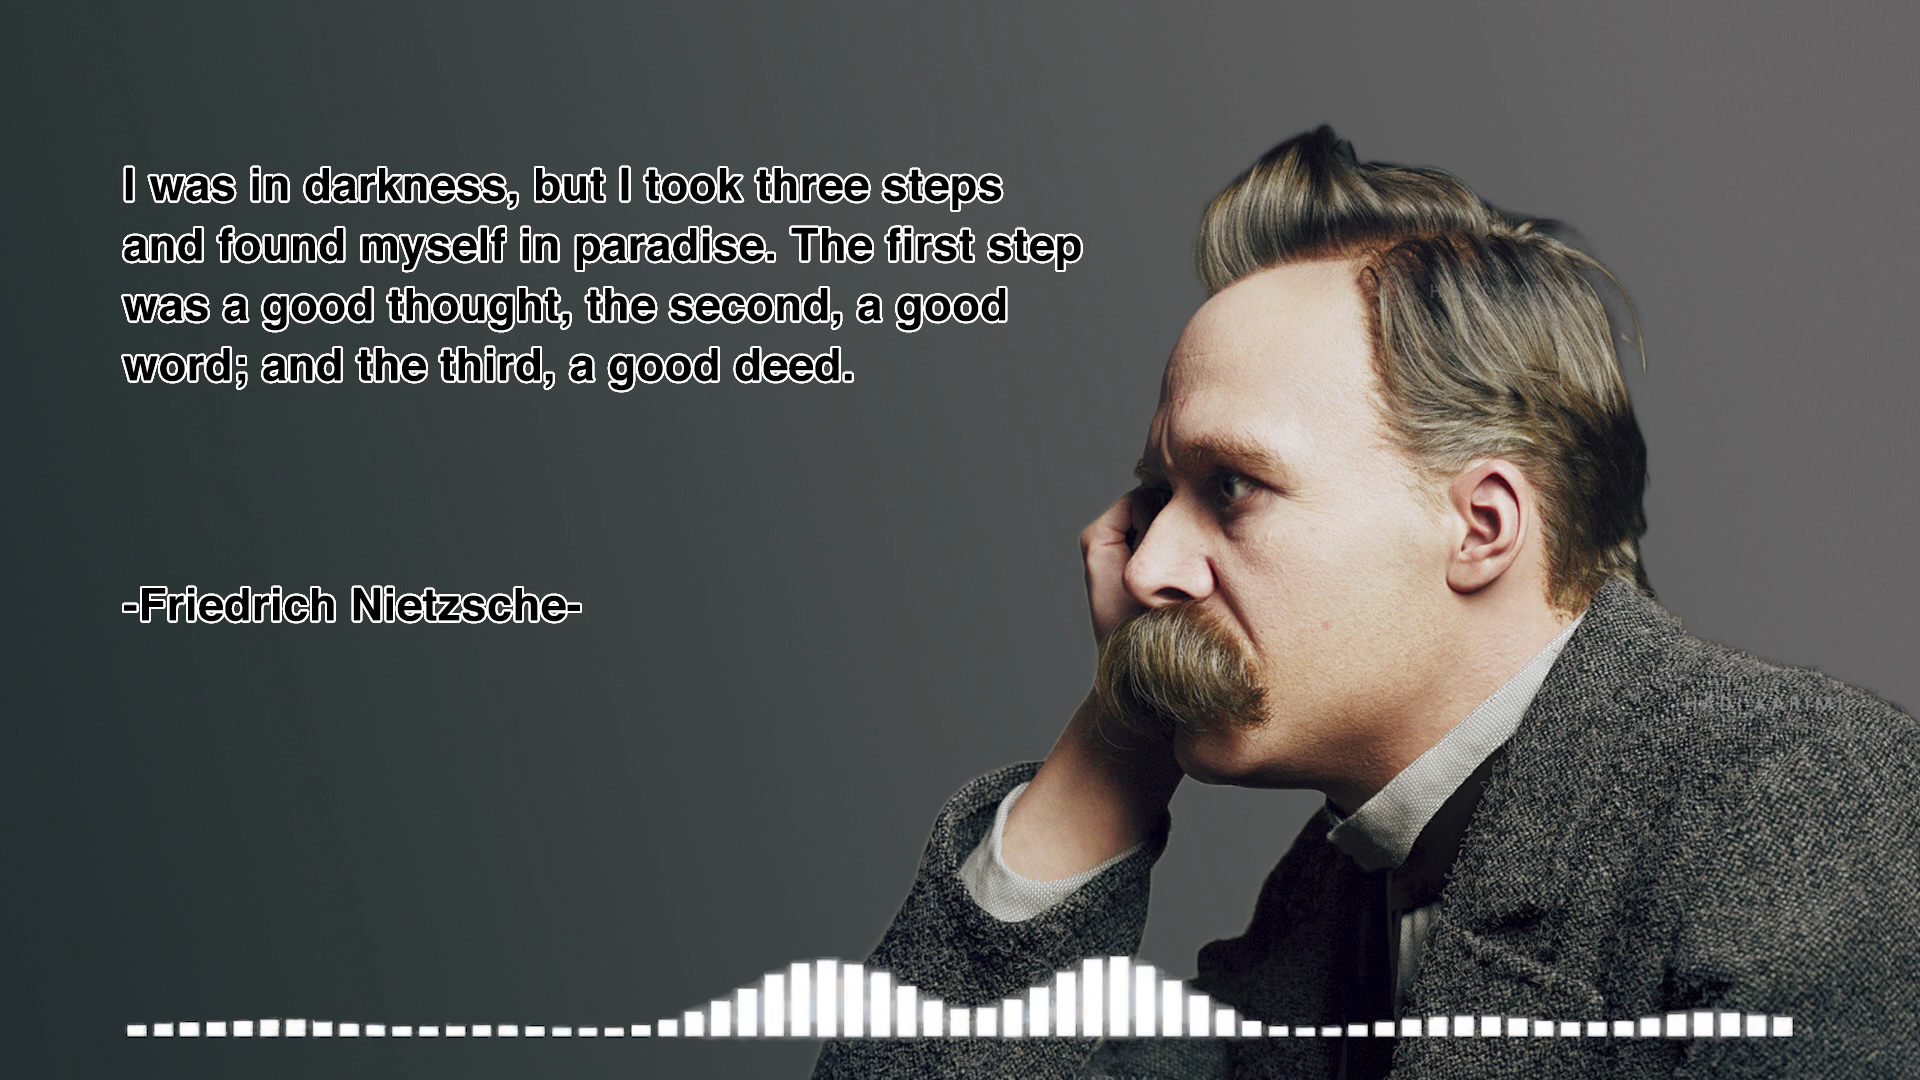 I was in darkness, but I took three steps
and found myself in paradise. The first step
was a good thought, the second, a good
word; and the third, a good deed.
-Friedrich Nietzsche-